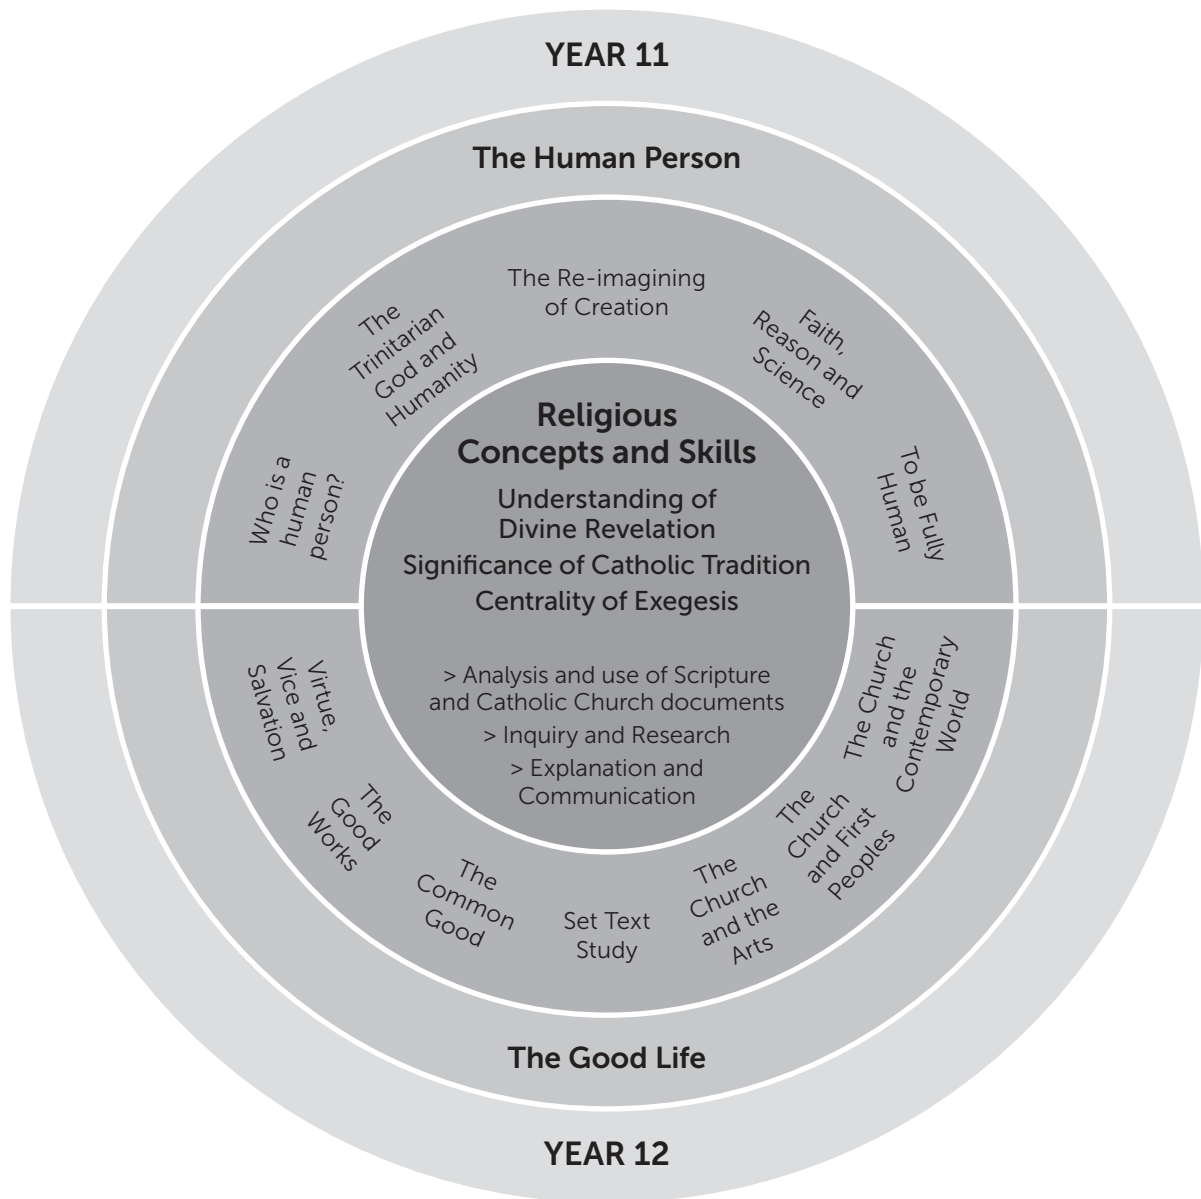 YEAR 11
The Human Person
Who is a
human
person?
The
Trinitarian
God and
Humanity
The Re-imagining
of Creation
Faith,
Reason and
Science
To be Fully
Human
Religious
Concepts and Skills
Understanding of
Divine Revelation
Significance of Catholic Tradition
Centrality of Exegesis
> Analysis and use of Scripture
and Catholic Church documents
> Inquiry and Research
> Explanation and
Communication
Virtue,
Vice and
Salvation
The
Good
Works
The
Common
Good
Set Text
Study
The
Church
and the
Arts
The
Church
and First
Peoples
The Church
and the
Contemporary
World
The Good Life
YEAR 12